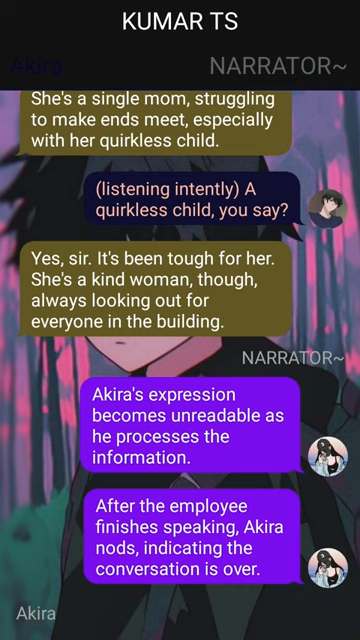 KUMAR TS
Akira
NARRATOR~
She's a single mom, struggling
to make ends meet, especially
with her quirkless child.
(listening intently) A
quirkless child, you say?
Yes, sir. It's been tough for her.
She's a kind woman, though,
always looking out for
everyone in the building.
NARRATOR~
Akira's expression
becomes unreadable as
he processes the
information.
After the employee
finishes speaking, Akira
nods, indicating the
conversation is over.
Akira